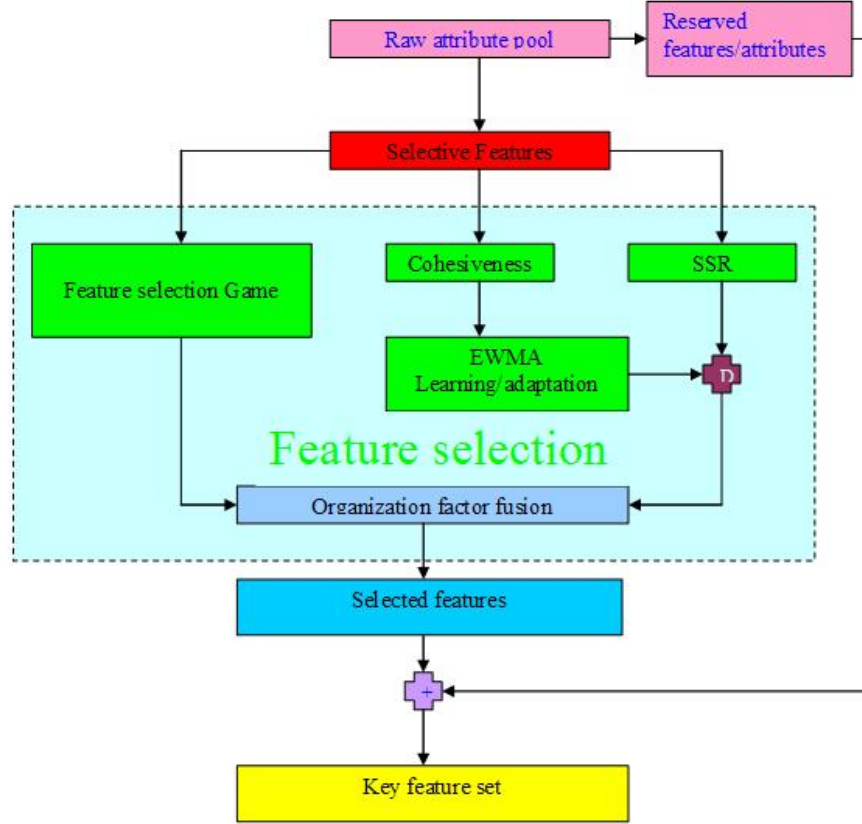 Raw attribute pool
Reserved
features/attributes
Selective Features
Feature selection Game
Cohesiveness
SSR
EWMA
Learning/adaptation
D
Feature selection
Organization factor fusion
Selected features
+
Key feature set